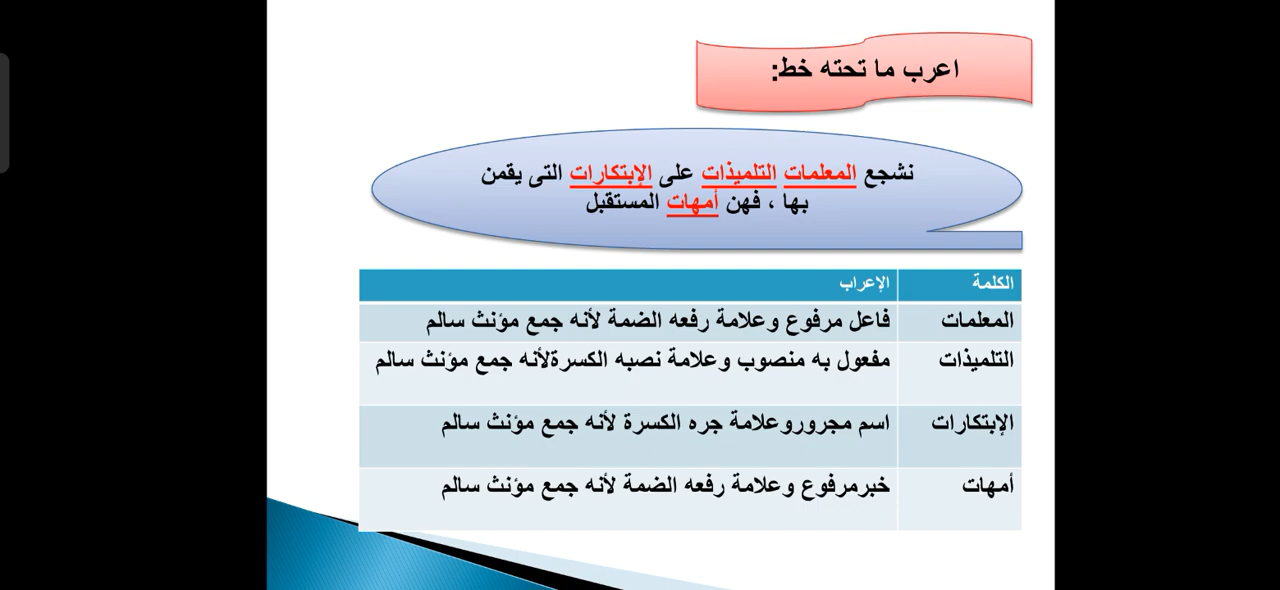 اعرب ما تحته خط:
نشجع المعلمات التلميذات على الإبتكارات التى يقمن
بها ، فهن أمهات المستقبل
الكلمة الإعراب
المعلمات فاعل مرفوع وعلامة رفعه الضمة لأنه جمع مؤنث سالم
التلميذات مفعول به منصوب وعلامة نصبه الكسرةلأنه جمع مؤنث سالم
الإبتكارات اسم مجروروعلامة جره الكسرة لأنه جمع مؤنث سالم
أمهات خبرمرفوع وعلامة رفعه الضمة لأنه جمع مؤنث سالم